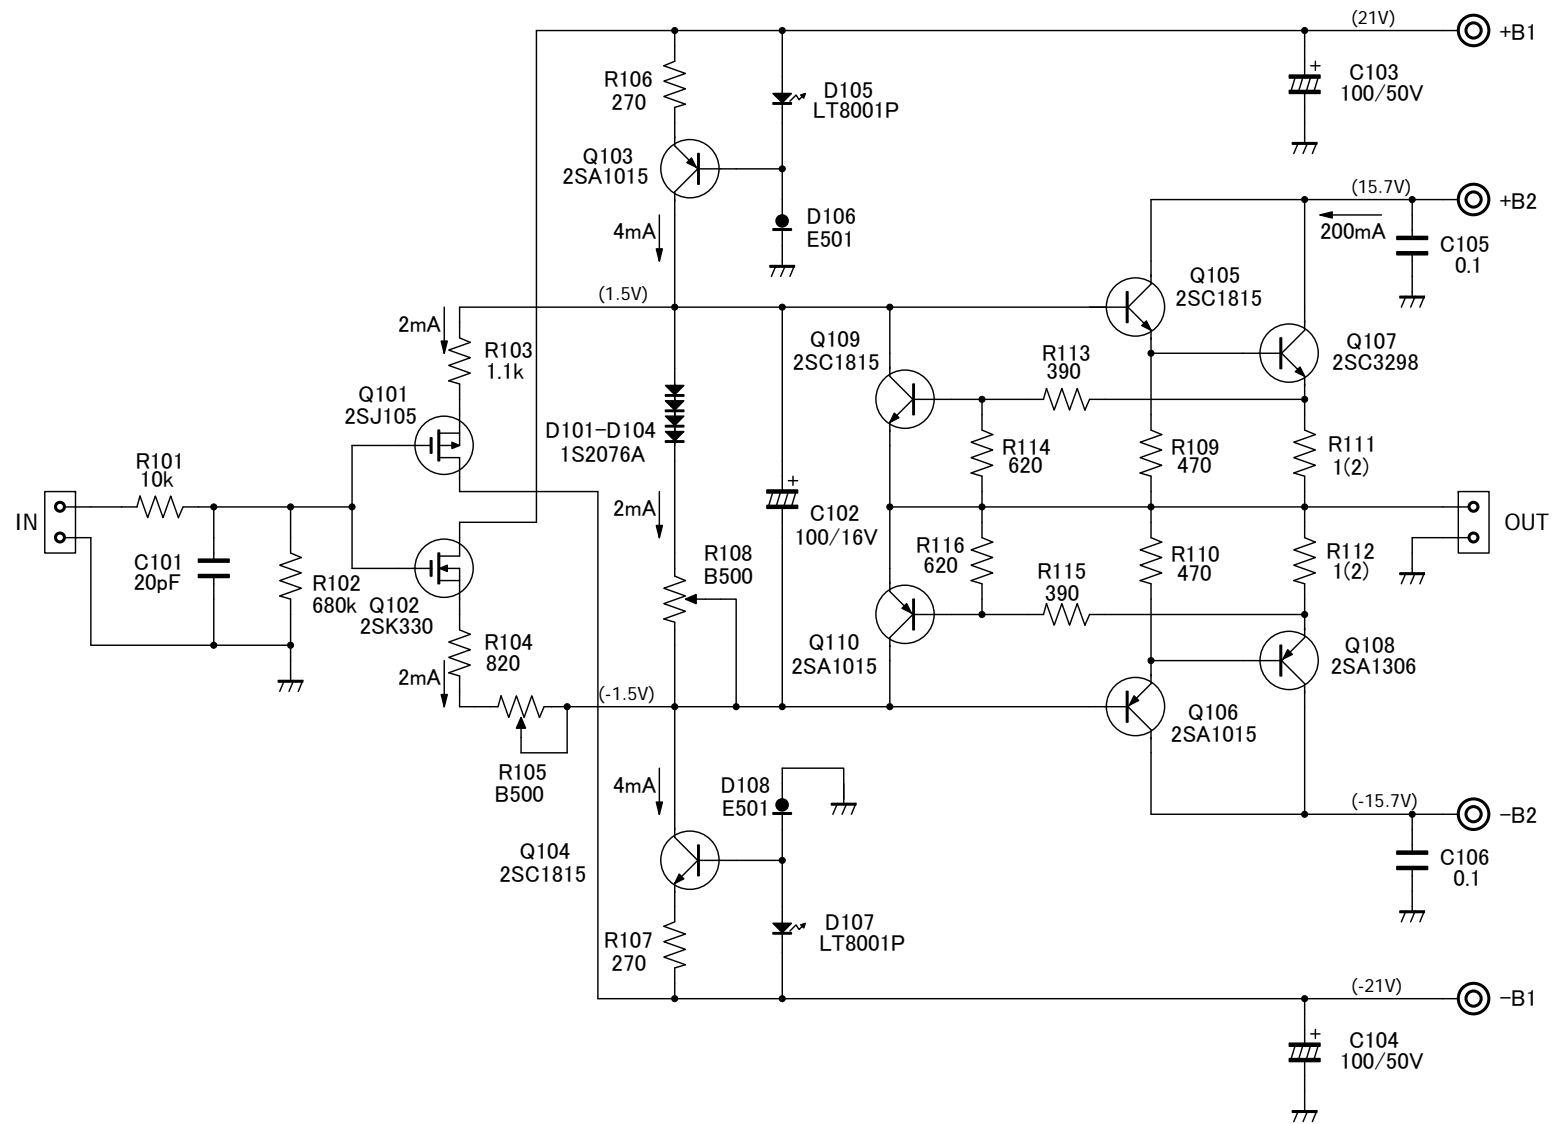 (21V)
+B1
R106
270
D105
LT8001P
+
C103
100/50V
Q103
2SA1015
(15.7V)
+B2
4mA
D106
E501
200mA
C105
0.1
(1.5V)
Q105
2SC1815
2mA
R103
1.1k
Q109
2SC1815
R113
390
Q107
2SC3298
Q101
2SJ105
D101-D104
1S2076A
R114
620
R109
470
R111
1(2)
R101
10k
IN
2mA
+
C102
100/16V
OUT
C101
20pF
R102
680k
Q102
2SK330
R108
B500
R116
620
R110
470
R112
1(2)
R115
390
R104
820
2mA
Q110
2SA1015
Q108
2SA1306
(-1.5V)
Q106
2SA1015
R105
B500
4mA
D108
E501
(-15.7V)
-B2
Q104
2SC1815
C106
0.1
R107
270
D107
LT8001P
(-21V)
-B1
+
C104
100/50V